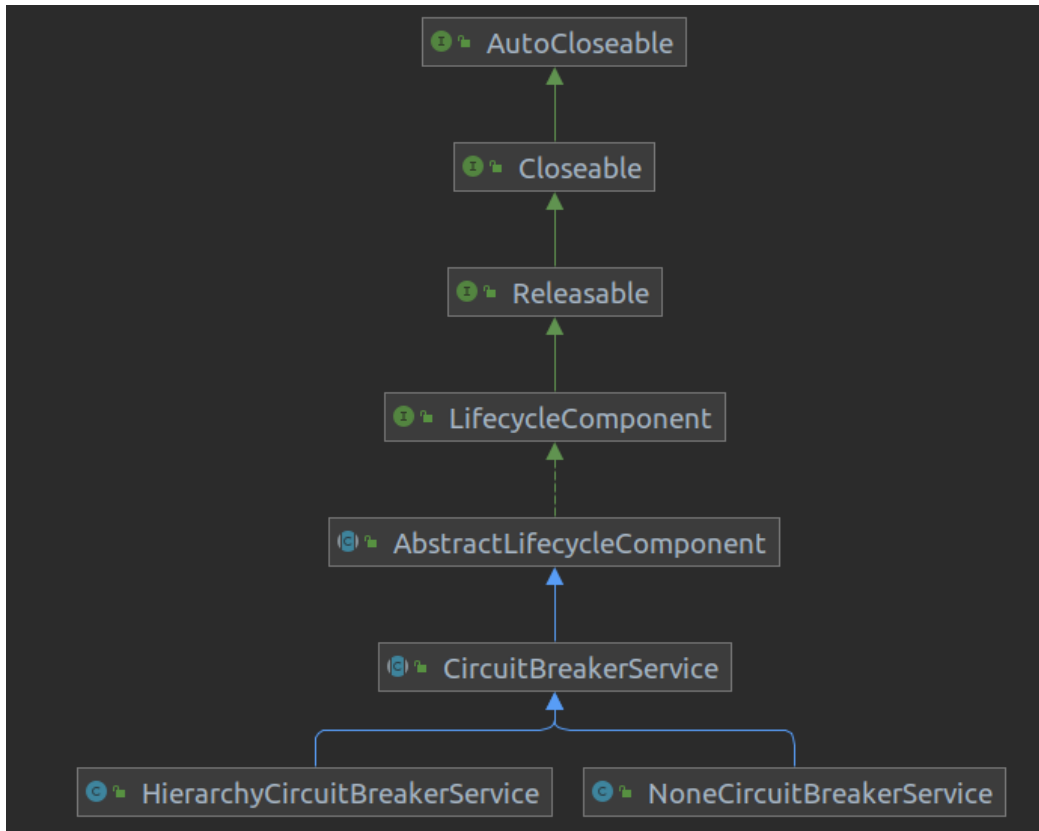 AutoCloseable
Closeable
Releasable
LifecycleComponent
AbstractLifecycleComponent
CircuitBreakerService
HierarchyCircuitBreakerService
NoneCircuitBreakerService